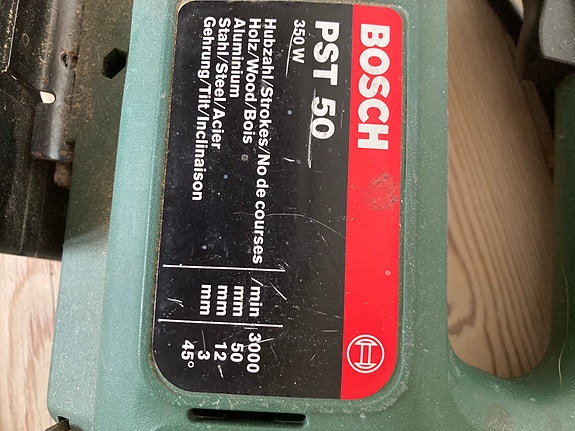 BOSCH
PST 50
350 W
Hubzahl/Strokes/No de courses /min 3000
Holz/Wood/Bois mm 50
Aluminium mm 12
Stahl/Steel/Acier mm 3
Gehrung/Tilt/Inclinaison 45°